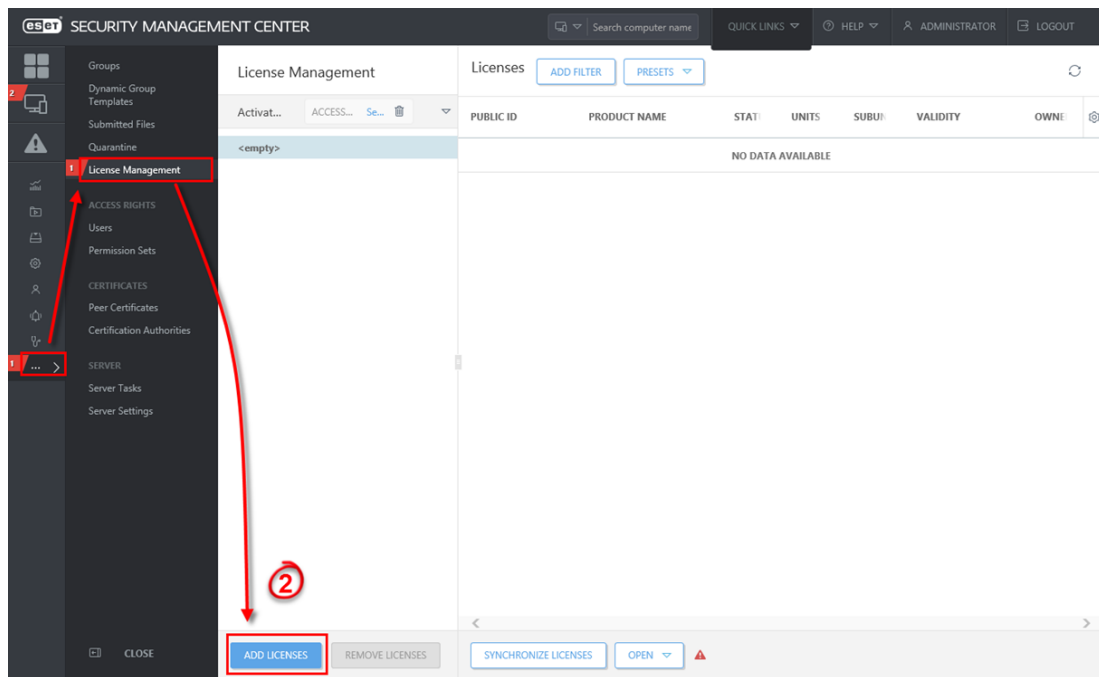 eset SECURITY MANAGEMENT CENTER
Search computer name
QUICK LINKS
HELP
ADMINISTRATOR
LOGOUT
2
1
1
Groups
Dynamic Group
Templates
Submitted Files
Quarantine
License Management
ACCESS RIGHTS
Users
Permission Sets
CERTIFICATES
Peer Certificates
Certification Authorities
SERVER
Server Tasks
Server Settings
CLOSE
License Management
Activat... ACCESS... Se...
<empty>
2
ADD LICENSES
REMOVE LICENSES
Licenses
ADD FILTER
PRESETS
PUBLIC ID PRODUCT NAME STAT UNITS SUBUN VALIDITY OWNE
NO DATA AVAILABLE
SYNCHRONIZE LICENSES
OPEN